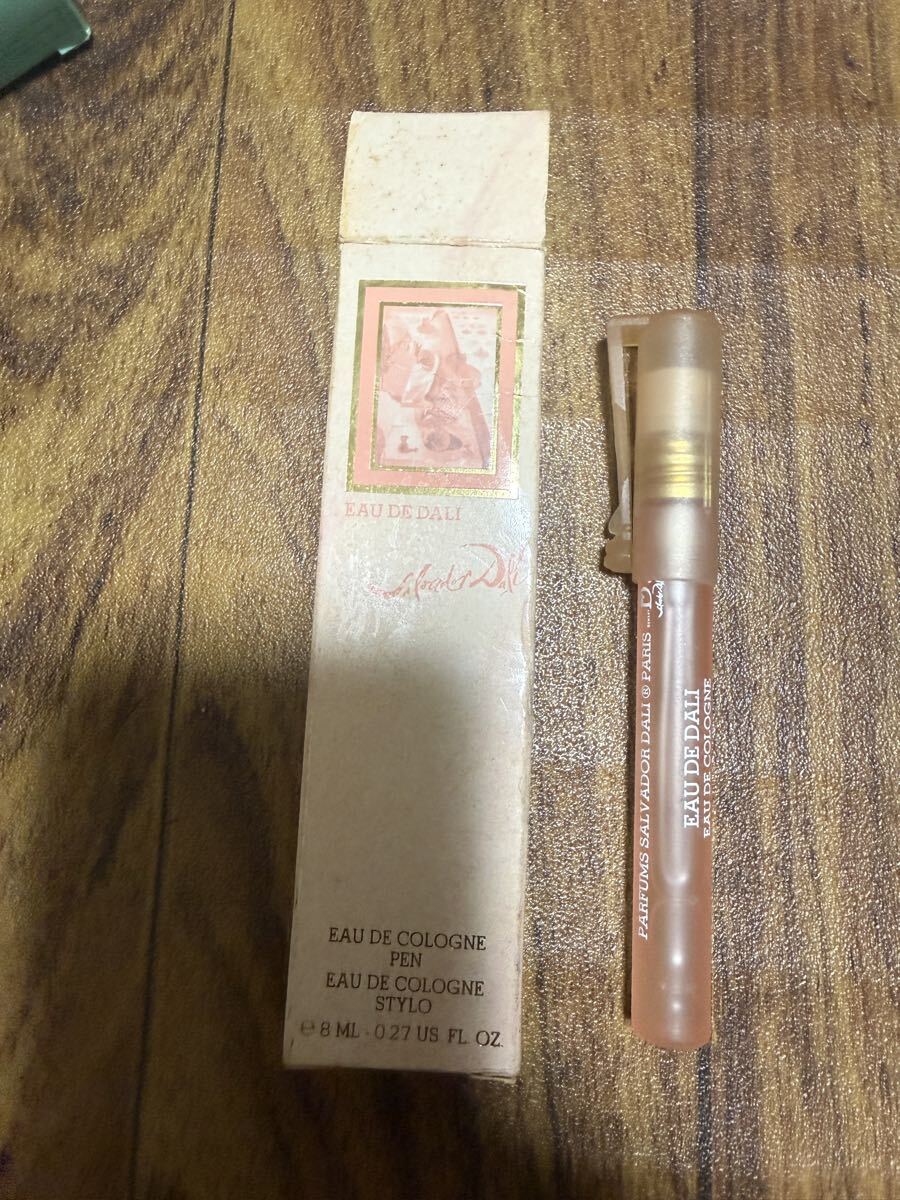 EAU DE DALI
Salvador Dali
EAU DE COLOGNE
PEN
EAU DE COLOGNE
STYLO
℮ 8 ML - 0.27 US FL. OZ.
PARFUMS SALVADOR DALI ® PARIS
EAU DE DALI
EAU DE COLOGNE